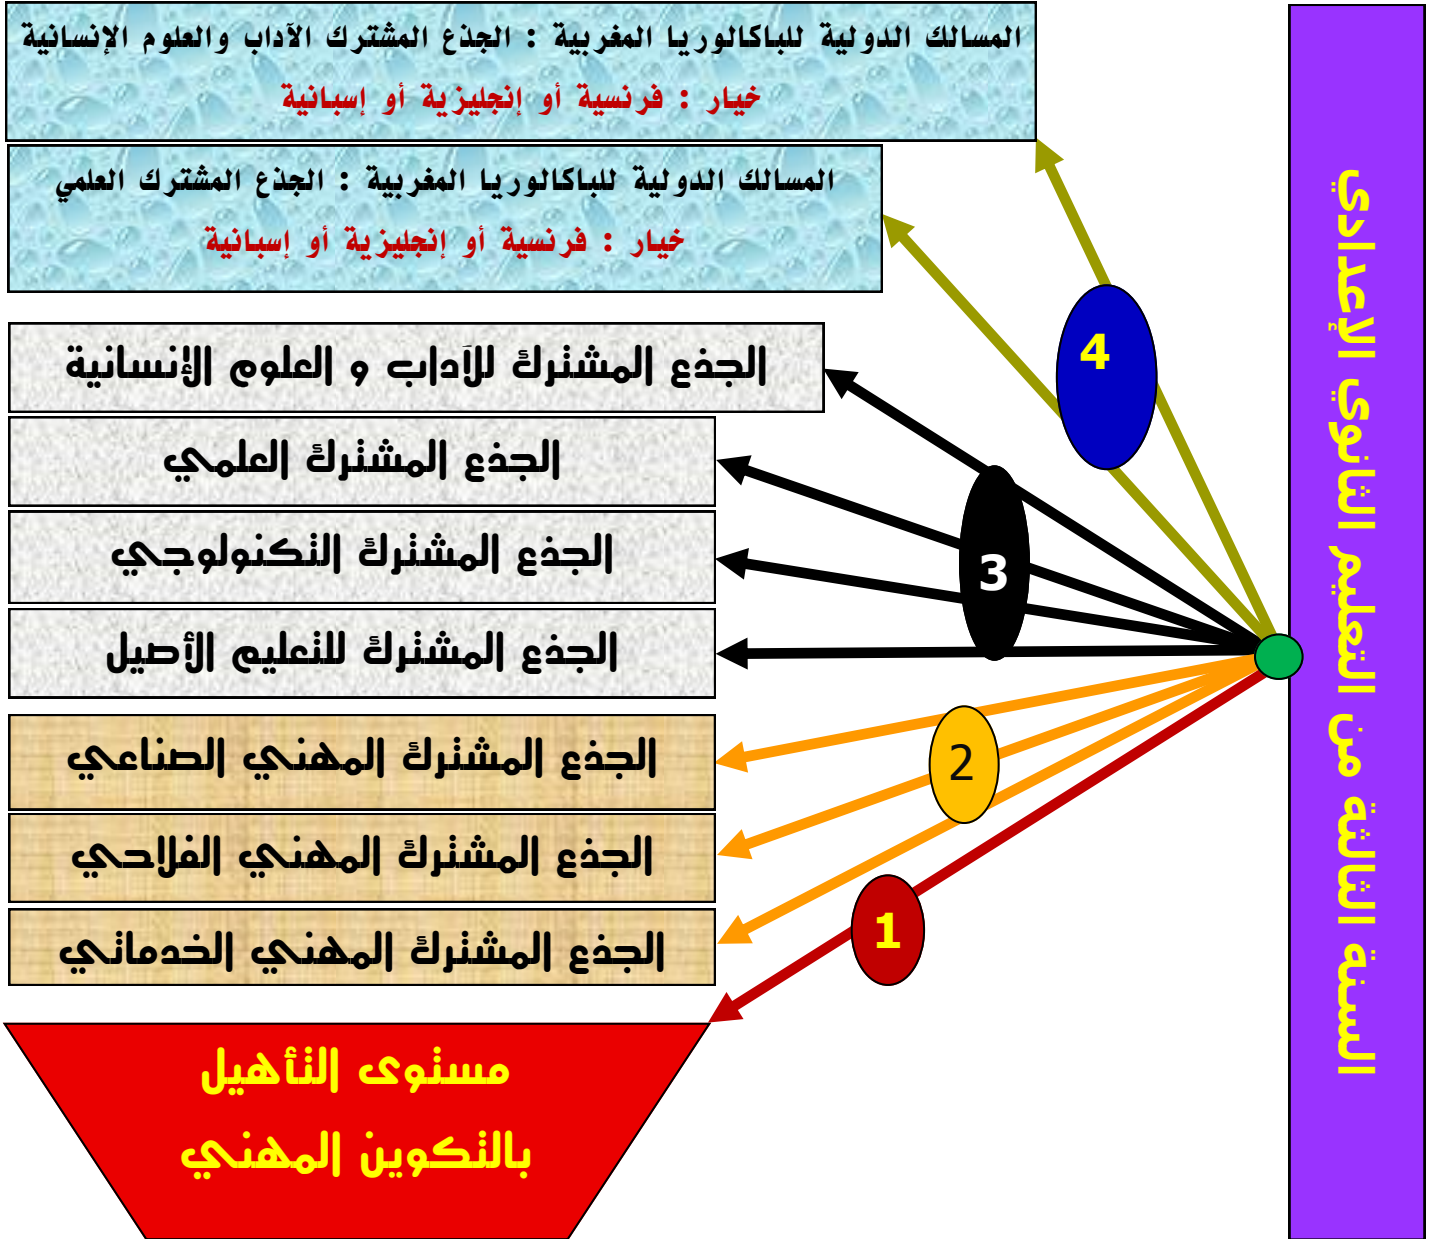 السنة الثالثة من التعليم الثانوي الإعدادي
المسالك الدولية للباكالوريا المغربية : الجذع المشترك الآداب والعلوم الإنسانية
خيار : فرنسية أو إنجليزية أو إسبانية
المسالك الدولية للباكالوريا المغربية : الجذع المشترك العلمي
خيار : فرنسية أو إنجليزية أو إسبانية
4
الجذع المشترك للآداب و العلوم الإنسانية
الجذع المشترك العلمي
الجذع المشترك التكنولوجي
الجذع المشترك للتعليم الأصيل
3
الجذع المشترك المهني الصناعي
الجذع المشترك المهني الفلاحي
الجذع المشترك المهني الخدماتي
2
1
مستوى التأهيل
بالتكوين المهني